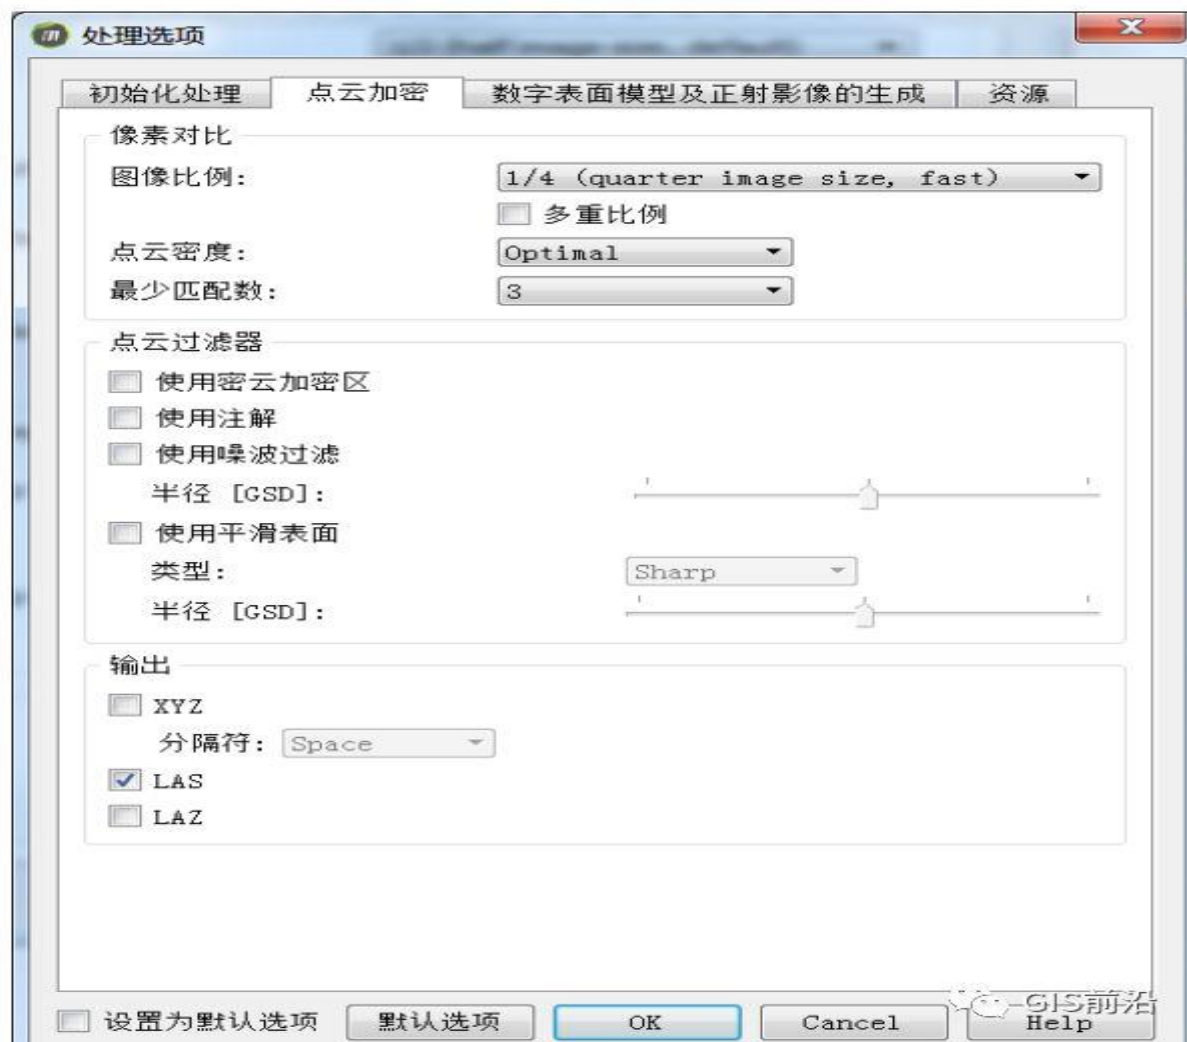 处理选项
初始化处理 点云加密 数字表面模型及正射影像的生成 资源
像素对比
图像比例: 1/4 (quarter image size, fast)
多重比例
点云密度: Optimal
最少匹配数: 3
点云过滤器
使用密云加密区
使用注解
使用噪波过滤
半径 [GSD]:
使用平滑表面
类型: Sharp
半径 [GSD]:
输出
XYZ
分隔符: Space
LAS
LAZ
设置为默认选项 默认选项 OK Cancel Help
GIS前沿